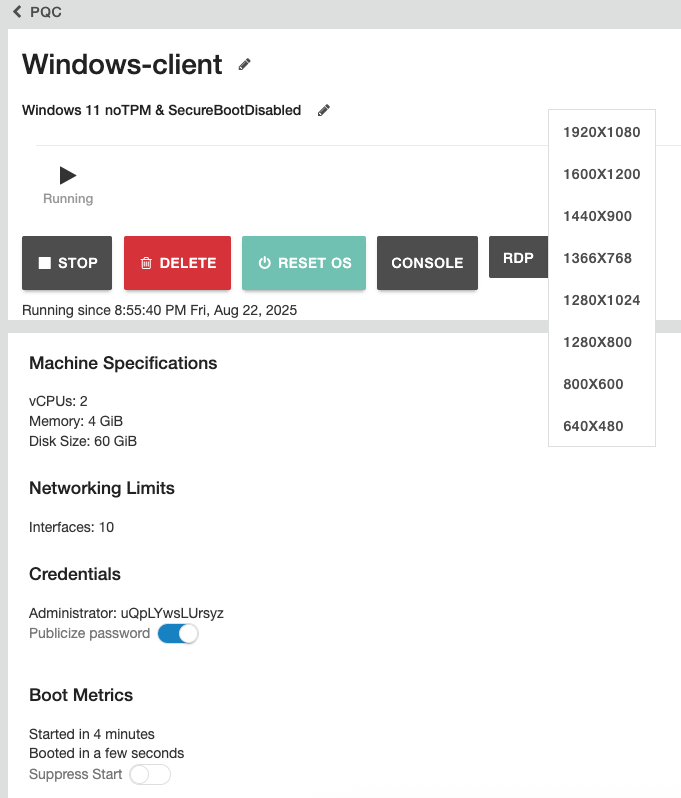 PQC
Windows-client
Windows 11 noTPM & SecureBootDisabled
Running
STOP
DELETE
RESET OS
CONSOLE
RDP
1920X1080
1600X1200
1440X900
1366X768
1280X1024
1280X800
800X600
640X480
Running since 8:55:40 PM Fri, Aug 22, 2025
Machine Specifications
vCPUs: 2
Memory: 4 GiB
Disk Size: 60 GiB
Networking Limits
Interfaces: 10
Credentials
Administrator: uQpLYwsLUrsyz
Publicize password
Boot Metrics
Started in 4 minutes
Booted in a few seconds
Suppress Start